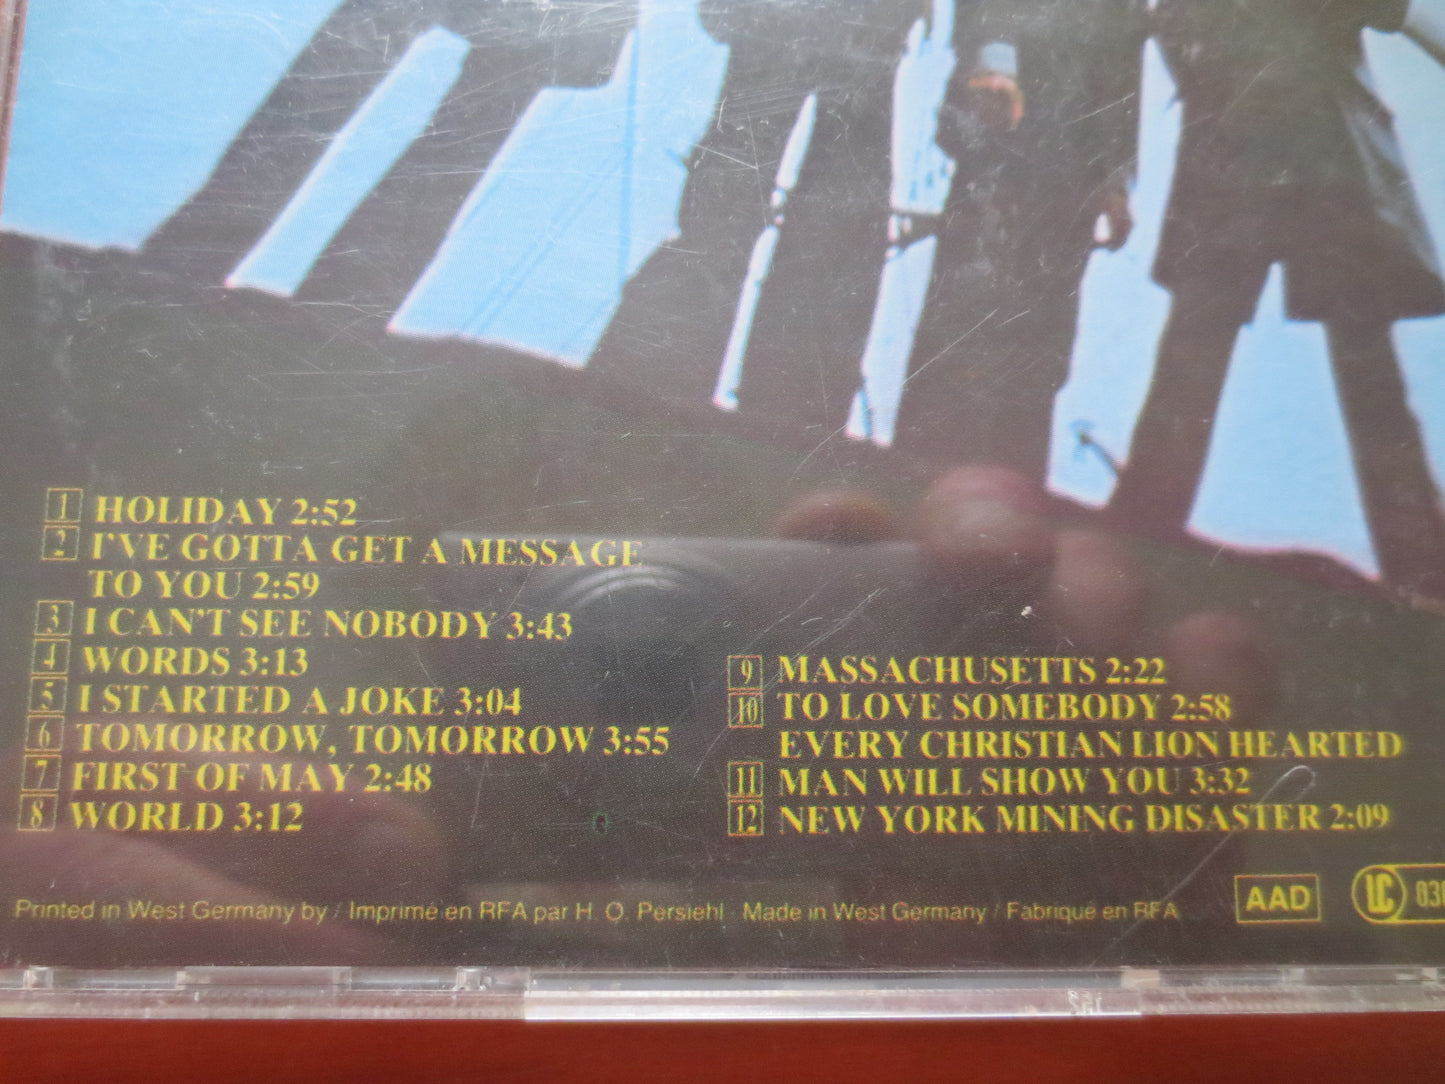 1 HOLIDAY 2:52
2 I'VE GOTTA GET A MESSAGE
TO YOU 2:59
3 I CAN'T SEE NOBODY 3:43
4 WORDS 3:13
5 I STARTED A JOKE 3:04
6 TOMORROW, TOMORROW 3:55
7 FIRST OF MAY 2:48
8 WORLD 3:12
9 MASSACHUSETTS 2:22
10 TO LOVE SOMEBODY 2:58
EVERY CHRISTIAN LION HEARTED
11 MAN WILL SHOW YOU 3:32
12 NEW YORK MINING DISASTER 2:09
Printed in West Germany by / Imprimé en RFA par H. O. Persiehl · Made in West Germany / Fabriqué en RFA
AAD LC